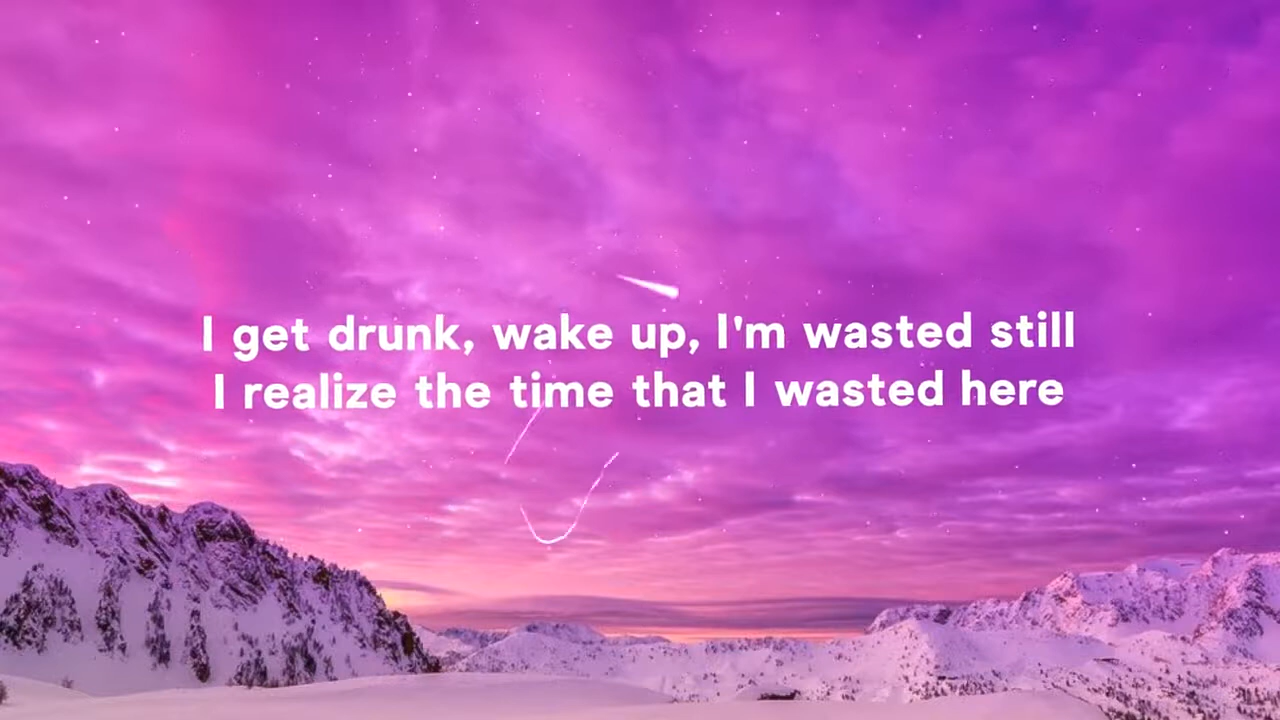 I get drunk, wake up, I'm wasted still
I realize the time that I wasted here